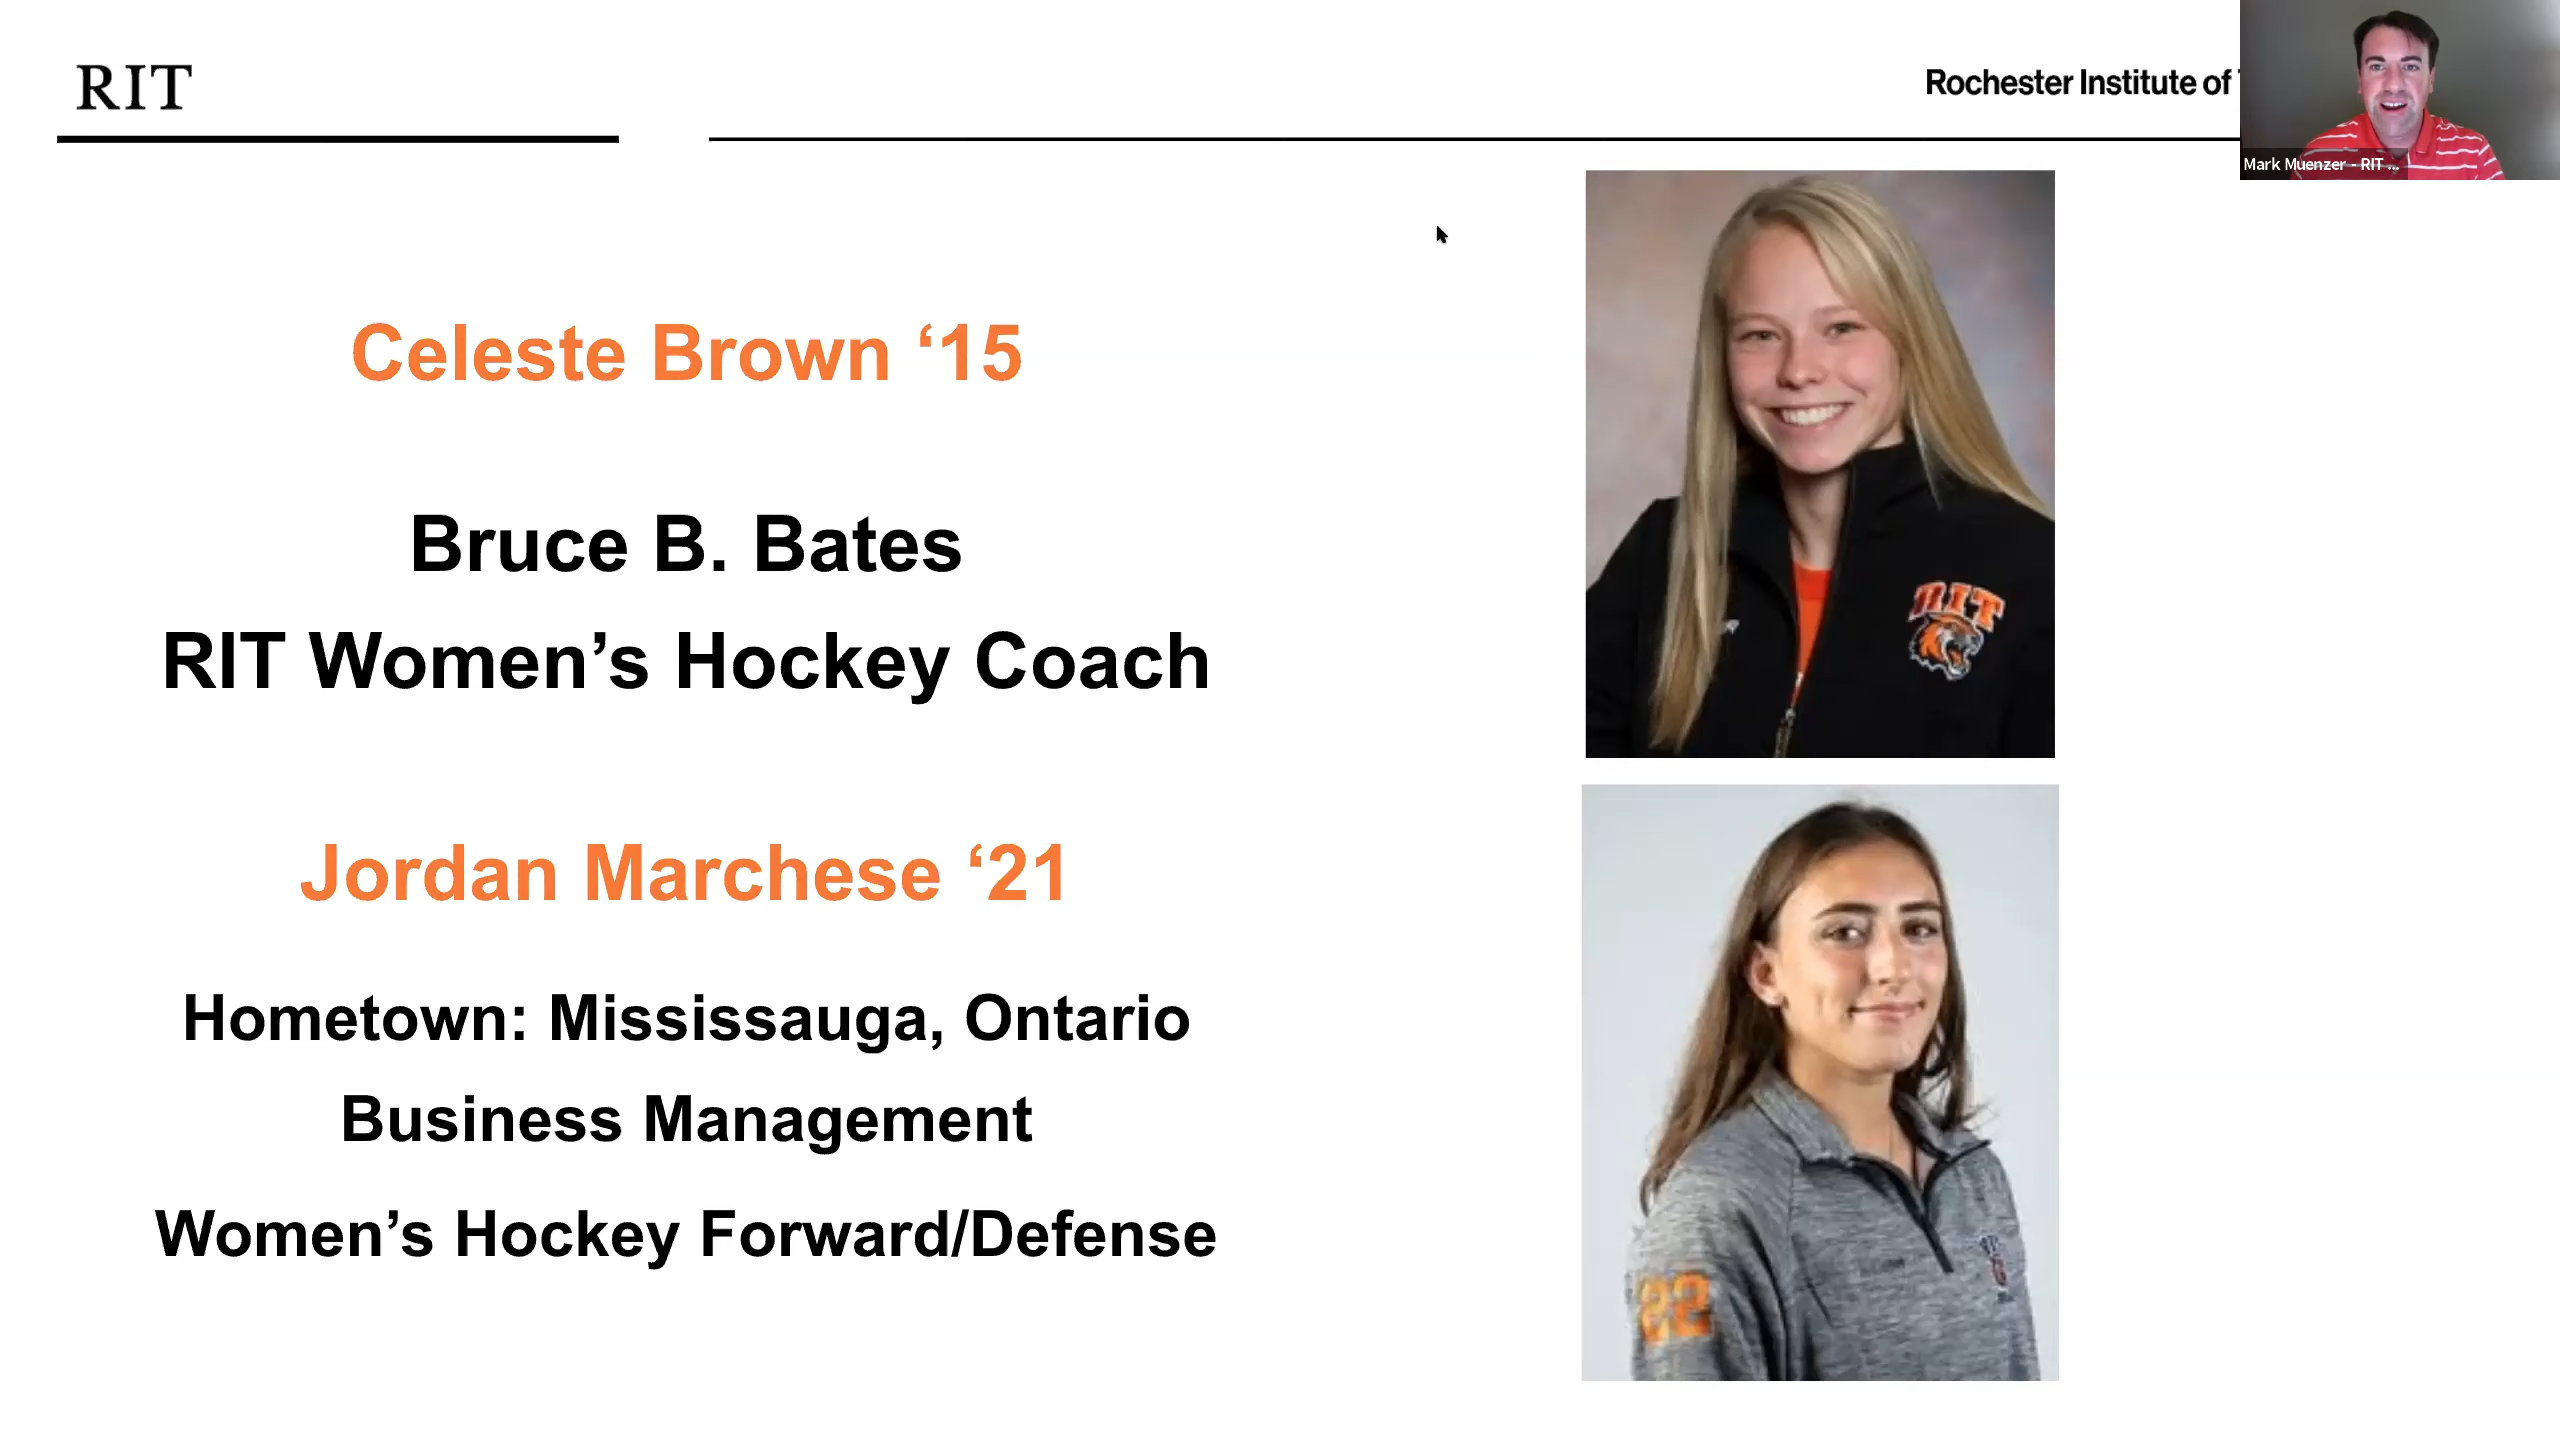 RIT
Rochester Institute of
Mark Muenzer - RIT ...
Celeste Brown ‘15
Bruce B. Bates
RIT Women’s Hockey Coach
RIT
Jordan Marchese ‘21
Hometown: Mississauga, Ontario
Business Management
Women’s Hockey Forward/Defense
22